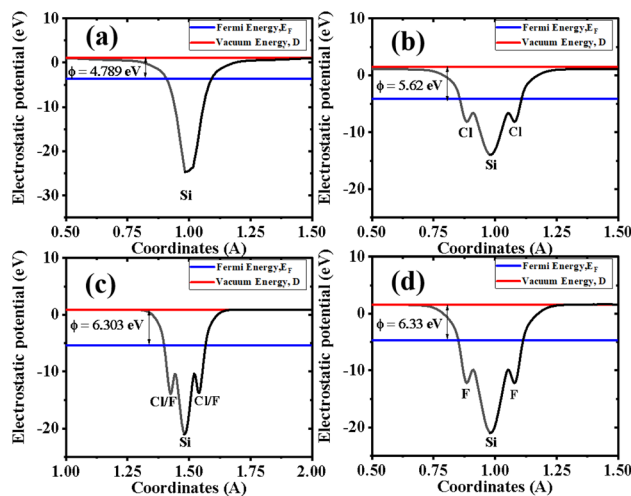 (a)
Fermi Energy,E_F
Vacuum Energy, D
ϕ = 4.789 eV
Si
Electrostatic potential (eV)
10
0
-10
-20
-30
0.50 0.75 1.00 1.25 1.50
Coordinates (A)
(b)
Fermi Energy,E_F
Vacuum Energy, D
ϕ = 5.62 eV
Cl Cl
Si
Electrostatic potential (eV)
10
0
-10
-20
0.50 0.75 1.00 1.25 1.50
Coordinates (A)
(c)
Fermi Energy,E_F
Vacuum Energy, D
ϕ = 6.303 eV
Cl/F Cl/F
Si
Electrostatic potential (eV)
10
0
-10
-20
1.00 1.25 1.50 1.75 2.00
Coordinates (A)
(d)
Fermi Energy,E_F
Vacuum Energy, D
ϕ = 6.33 eV
F F
Si
Electrostatic potential (eV)
10
0
-10
-20
0.50 0.75 1.00 1.25 1.50
Coordinates (A)